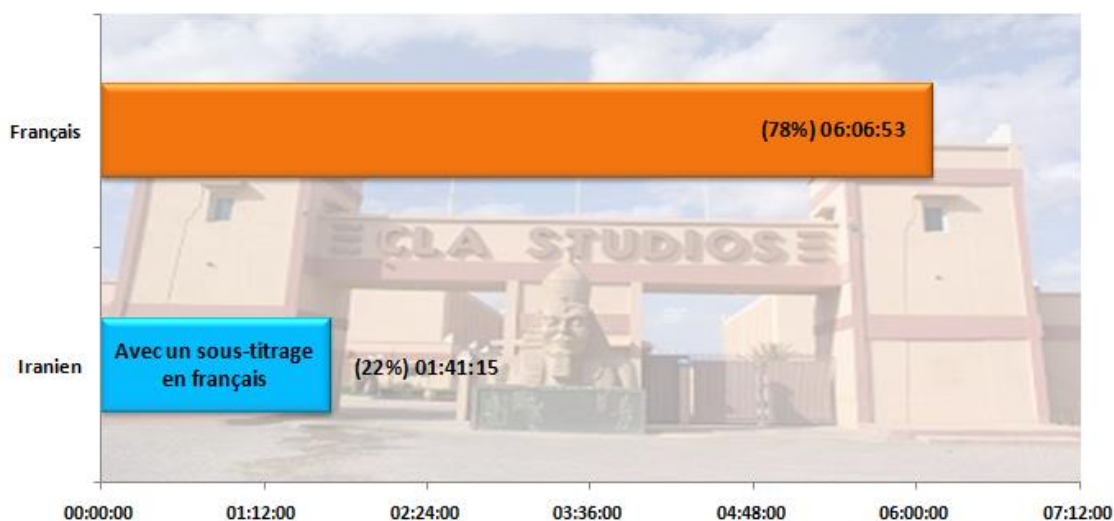 Français
(78%) 06:06:53
CLA STUDIOS
Iranien
Avec un sous-titrage
en français
(22%) 01:41:15
00:00:00 01:12:00 02:24:00 03:36:00 04:48:00 06:00:00 07:12:00